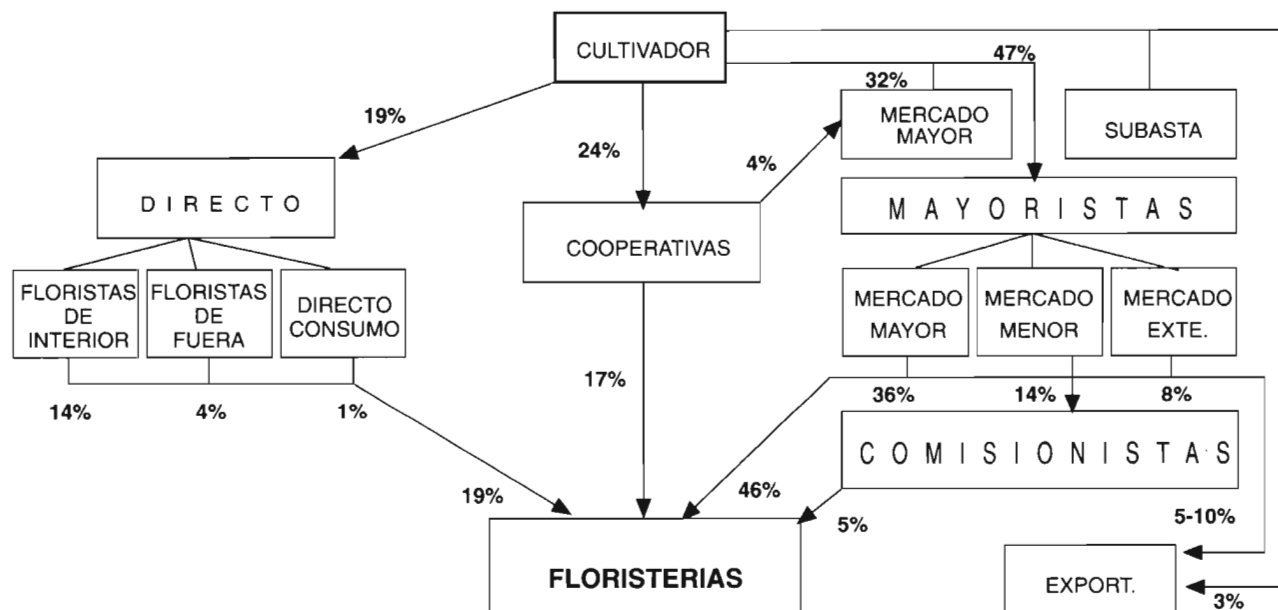 CULTIVADOR
47%
32%
MERCADO
MAYOR
SUBASTA
19%
24%
4%
DIRECTO
COOPERATIVAS
MAYORISTAS
FLORISTAS
DE
INTERIOR
FLORISTAS
DE
FUERA
DIRECTO
CONSUMO
MERCADO
MAYOR
MERCADO
MENOR
MERCADO
EXTE.
14%
4%
1%
17%
36%
14%
8%
COMISIONISTAS
19%
46%
5%
5-10%
FLORISTERIAS
EXPORT.
3%